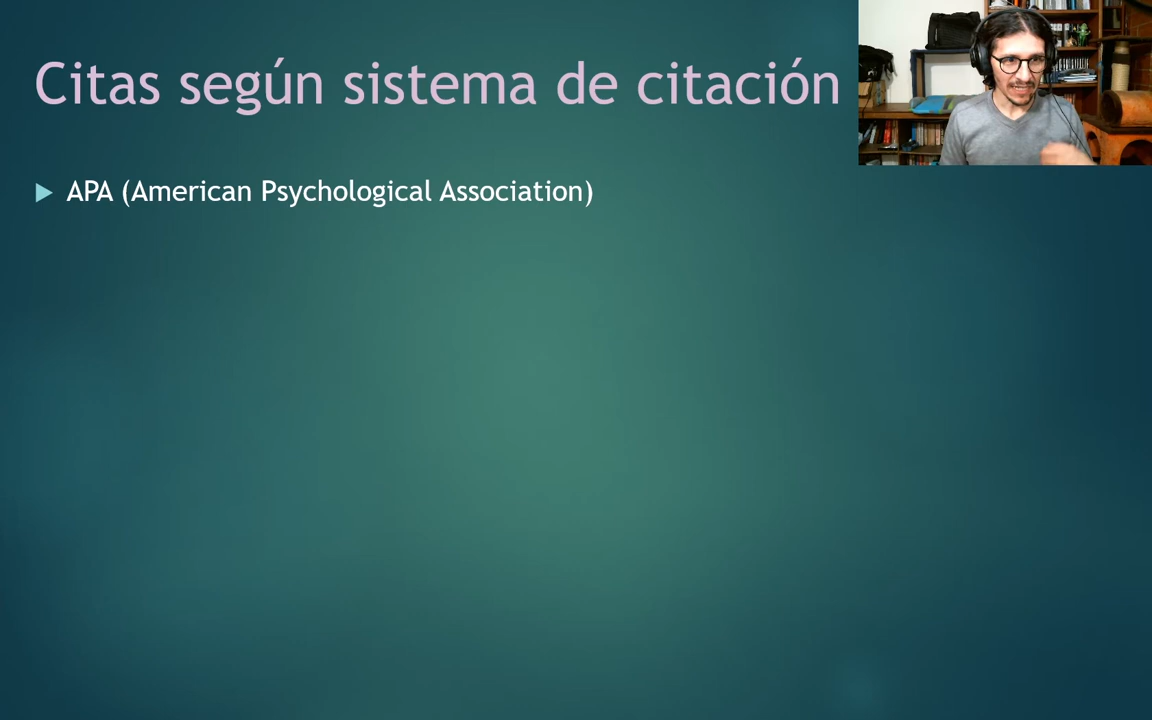 Citas según sistema de citación
APA (American Psychological Association)